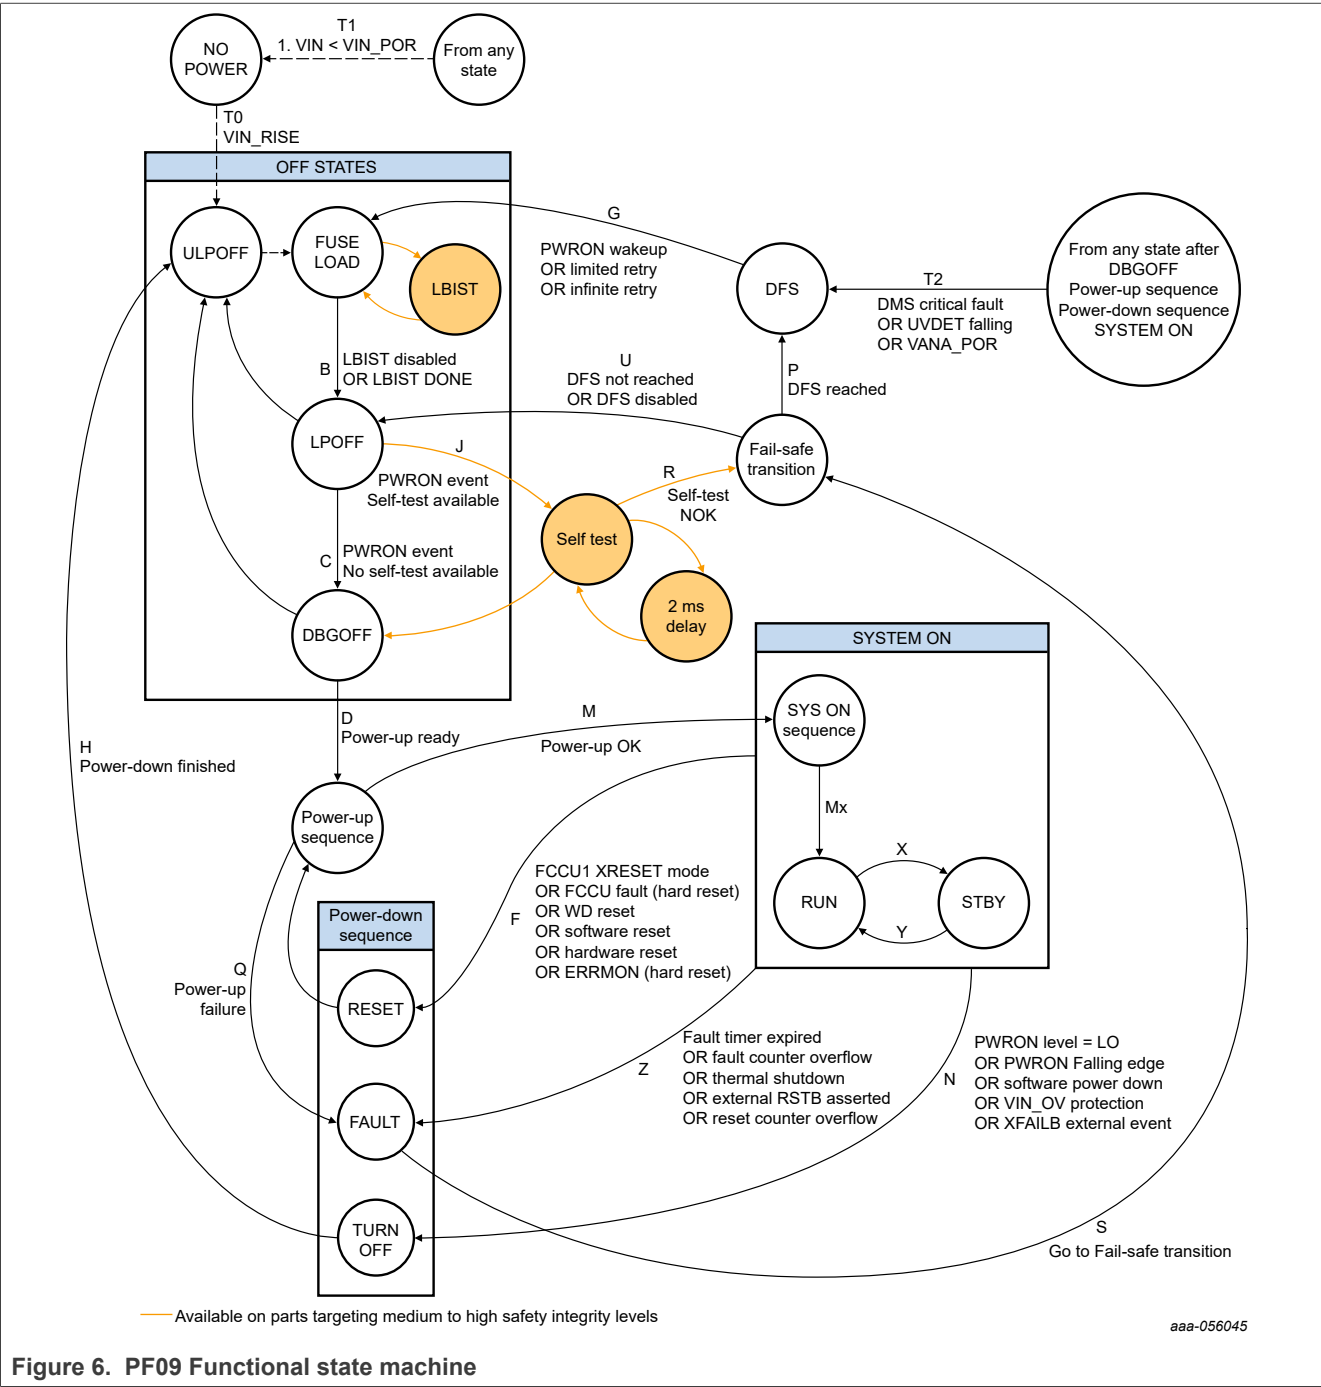 T1
1. VIN < VIN_POR
NO
POWER
From any
state
T0
VIN_RISE
OFF STATES
ULPOFF
FUSE
LOAD
LBIST
G
PWRON wakeup
OR limited retry
OR infinite retry
DFS
T2
DMS critical fault
OR UVDET falling
OR VANA_POR
From any state after
DBGOFF
Power-up sequence
Power-down sequence
SYSTEM ON
B
LBIST disabled
OR LBIST DONE
U
DFS not reached
OR DFS disabled
P
DFS reached
LPOFF
J
PWRON event
Self-test available
R
Self-test
NOK
Fail-safe
transition
C
PWRON event
No self-test available
Self test
2 ms
delay
DBGOFF
SYSTEM ON
D
Power-up ready
M
Power-up OK
SYS ON
sequence
H
Power-down finished
Power-up
sequence
Mx
X
RUN
STBY
Y
FCCU1 XRESET mode
OR FCCU fault (hard reset)
OR WD reset
OR software reset
OR hardware reset
OR ERRMON (hard reset)
F
Power-down
sequence
Q
Power-up
failure
RESET
Z
Fault timer expired
OR fault counter overflow
OR thermal shutdown
OR external RSTB asserted
OR reset counter overflow
N
PWRON level = LO
OR PWRON Falling edge
OR software power down
OR VIN_OV protection
OR XFAILB external event
FAULT
TURN
OFF
S
Go to Fail-safe transition
Available on parts targeting medium to high safety integrity levels
aaa-056045
Figure 6. PF09 Functional state machine